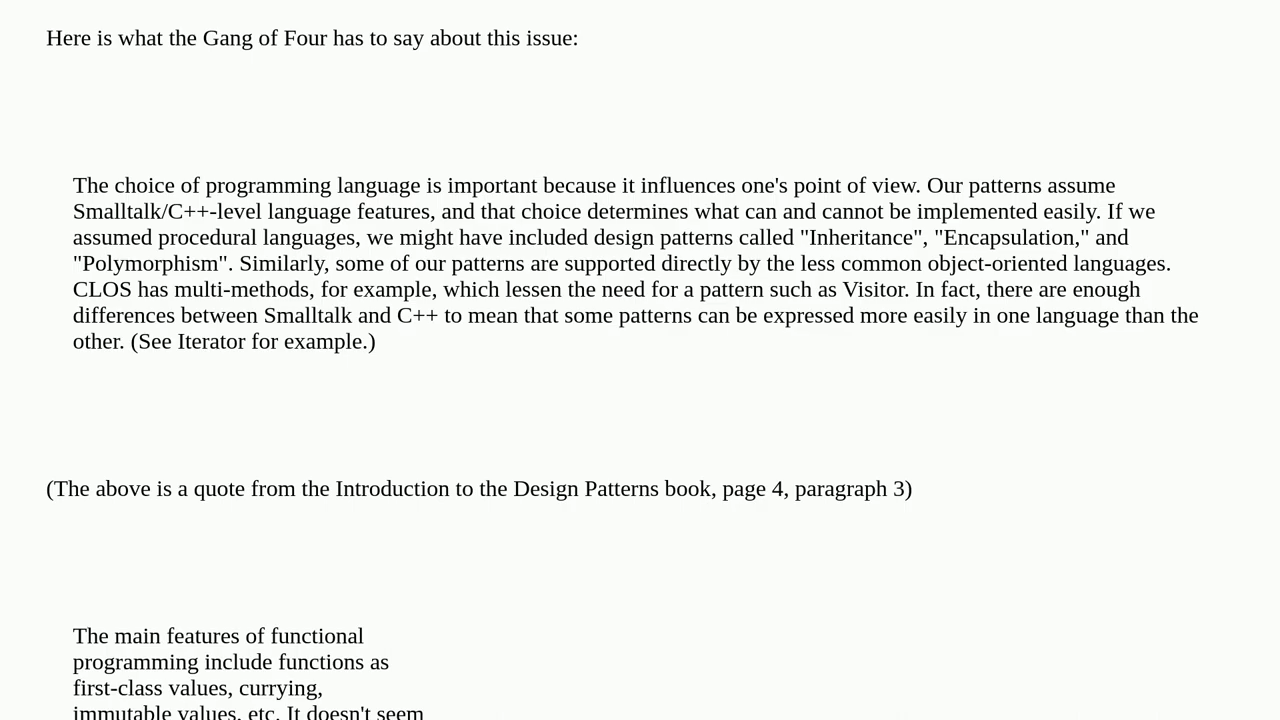 Here is what the Gang of Four has to say about this issue:
The choice of programming language is important because it influences one's point of view. Our patterns assume
Smalltalk/C++-level language features, and that choice determines what can and cannot be implemented easily. If we
assumed procedural languages, we might have included design patterns called "Inheritance", "Encapsulation," and
"Polymorphism". Similarly, some of our patterns are supported directly by the less common object-oriented languages.
CLOS has multi-methods, for example, which lessen the need for a pattern such as Visitor. In fact, there are enough
differences between Smalltalk and C++ to mean that some patterns can be expressed more easily in one language than the
other. (See Iterator for example.)
(The above is a quote from the Introduction to the Design Patterns book, page 4, paragraph 3)
The main features of functional
programming include functions as
first-class values, currying,
immutable values, etc. It doesn't seem